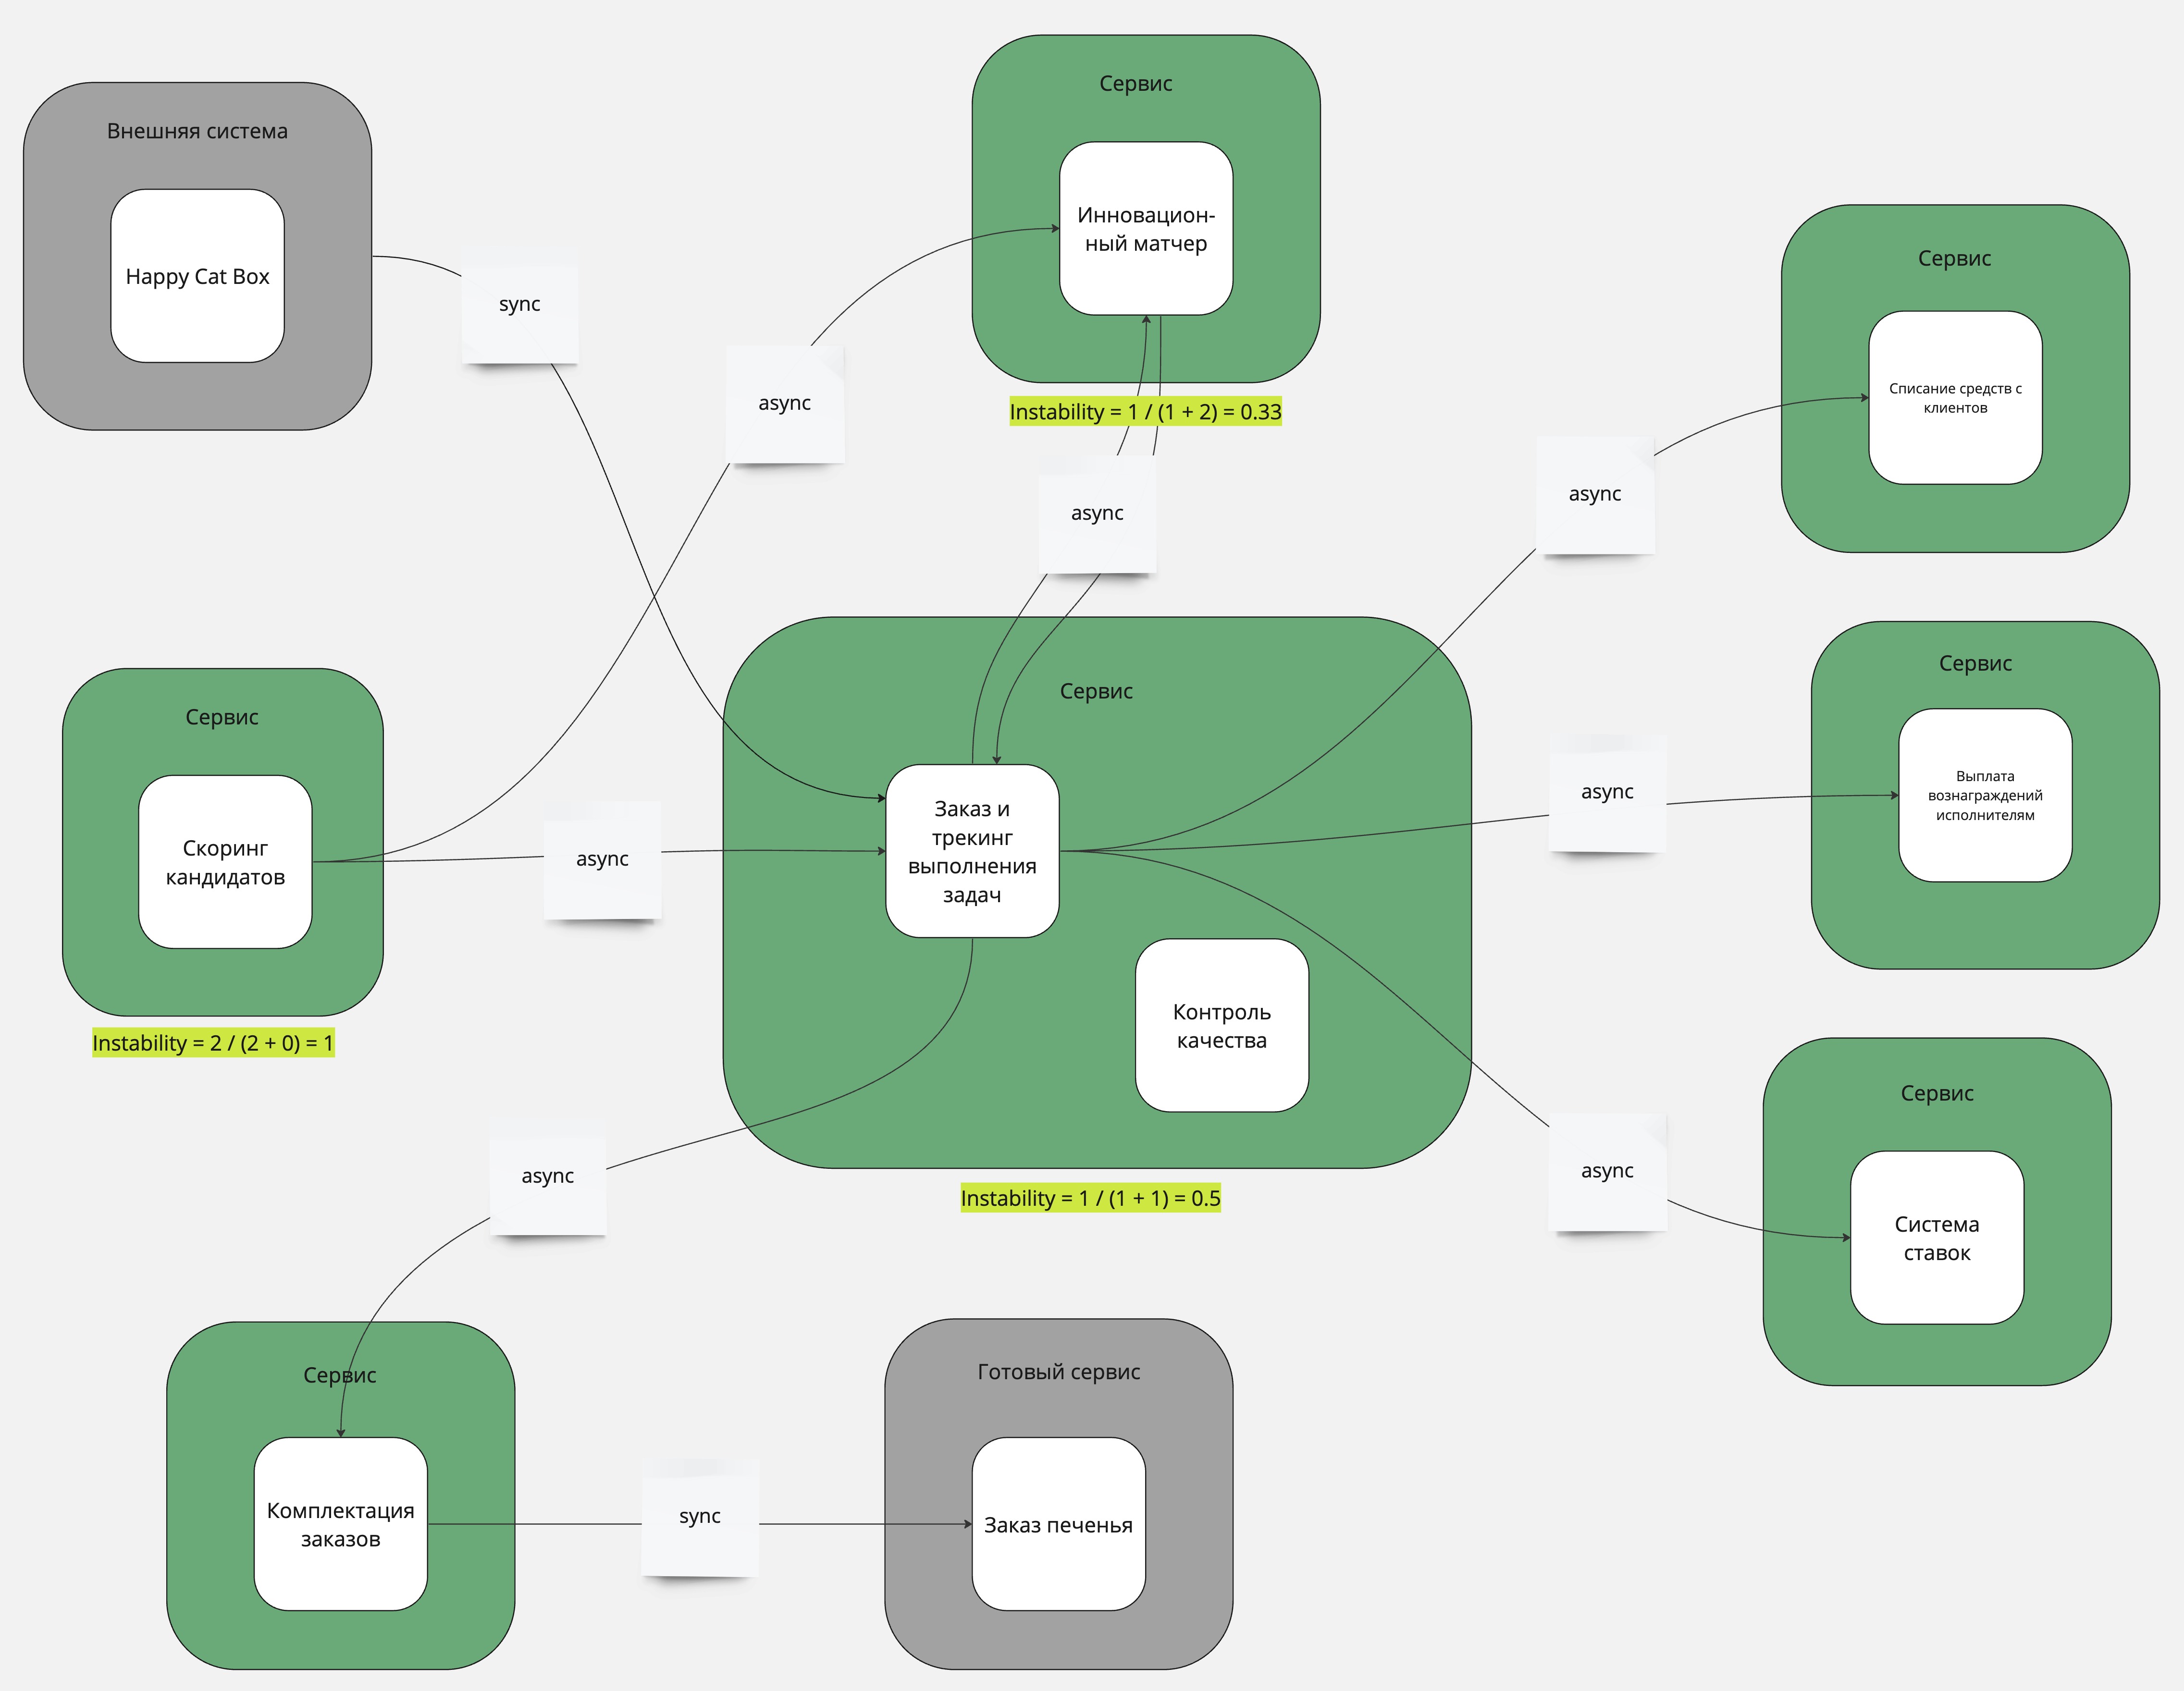 Сервис
Внешняя система
Happy Cat Box
sync
Инновацион-
ный матчер
async
Instability = 1 / (1 + 2) = 0.33
async
Сервис
Списание средств с
клиентов
async
Сервис
Скоринг
кандидатов
async
Instability = 2 / (2 + 0) = 1
Сервис
Заказ и
трекинг
выполнения
задач
Контроль
качества
Instability = 1 / (1 + 1) = 0.5
async
Сервис
Выплата
вознаграждений
исполнителям
async
Сервис
Система
ставок
async
Сервис
Комплектация
заказов
sync
Готовый сервис
Заказ печенья